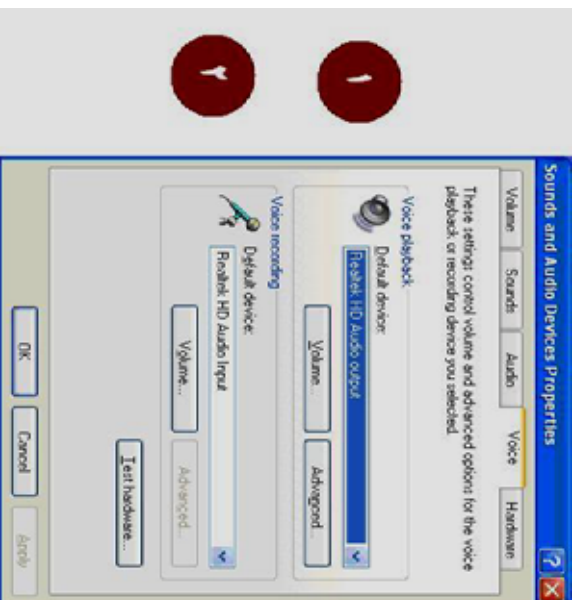 Sounds and Audio Devices Properties
Volume Sounds Audio Voice Hardware
These settings control volume and advanced options for the voice
playback or recording device you selected.
١
Voice playback
Default device:
Realtek HD Audio output
Volume... Advanced...
٢
Voice recording
Default device:
Realtek HD Audio Input
Volume... Advanced...
Test hardware...
OK Cancel Apply